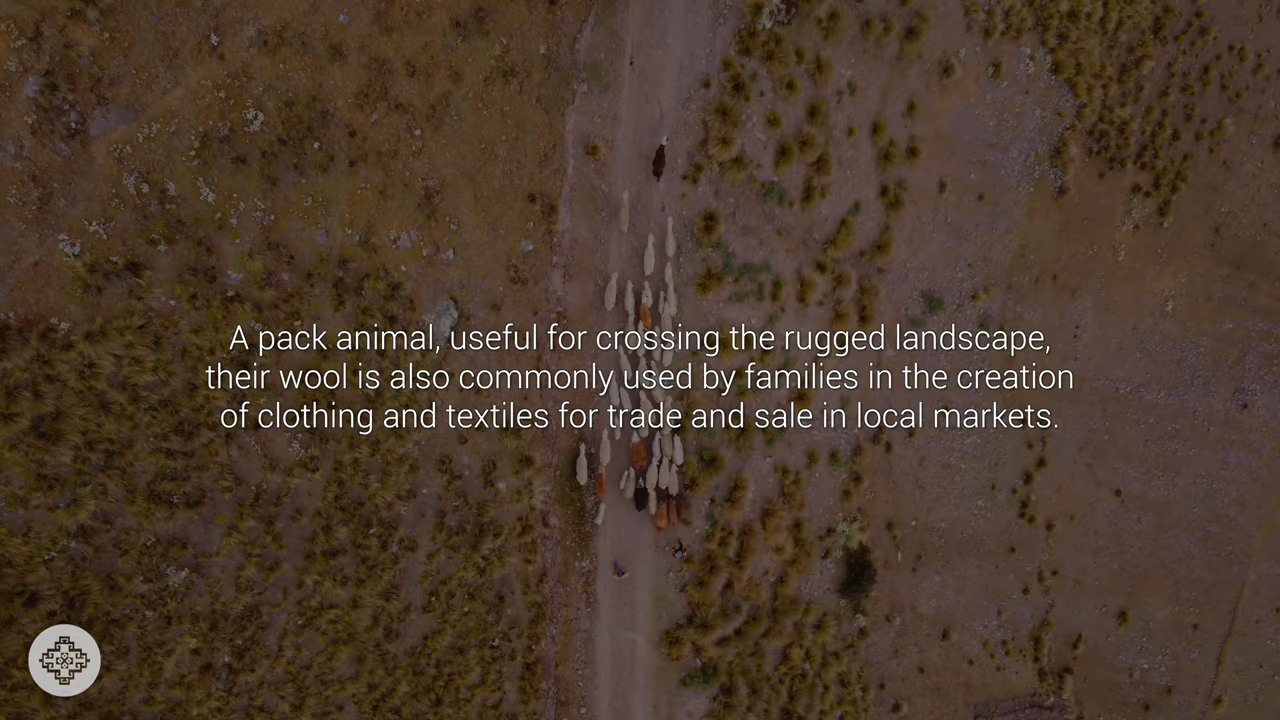 A pack animal, useful for crossing the rugged landscape,
their wool is also commonly used by families in the creation
of clothing and textiles for trade and sale in local markets.